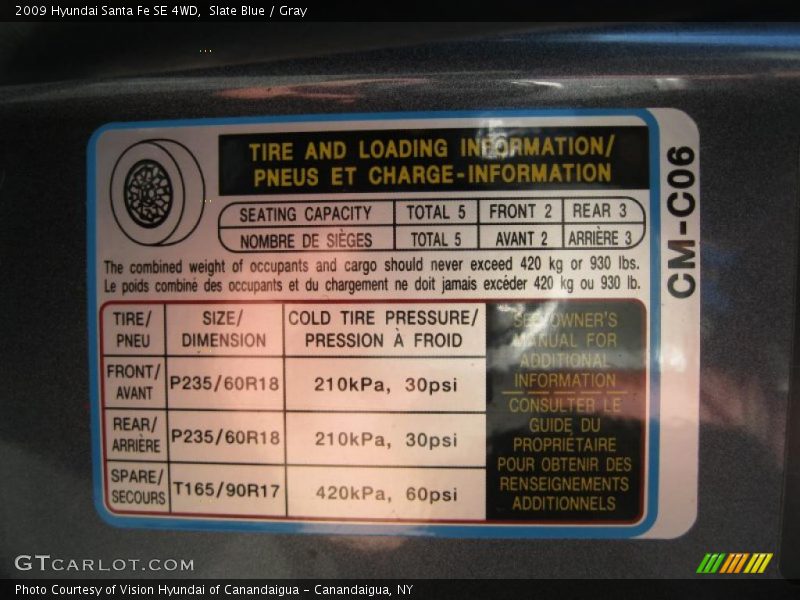 2009 Hyundai Santa Fe SE 4WD,  Slate Blue / Gray
TIRE AND LOADING INFORMATION/
PNEUS ET CHARGE-INFORMATION
SEATING CAPACITY TOTAL 5 FRONT 2 REAR 3
NOMBRE DE SIÈGES TOTAL 5 AVANT 2 ARRIÈRE 3
The combined weight of occupants and cargo should never exceed 420 kg or 930 lbs.
Le poids combiné des occupants et du chargement ne doit jamais excéder 420 kg ou 930 lb.
CM-C06
TIRE/
PNEU
SIZE/
DIMENSION
COLD TIRE PRESSURE/
PRESSION À FROID
FRONT/
AVANT
P235/60R18
210kPa, 30psi
REAR/
ARRIÈRE
P235/60R18
210kPa, 30psi
SPARE/
SECOURS
T165/90R17
420kPa, 60psi
SEE OWNER'S
MANUAL FOR
ADDITIONAL
INFORMATION
CONSULTER LE
GUIDE DU
PROPRIÉTAIRE
POUR OBTENIR DES
RENSEIGNEMENTS
ADDITIONNELS
GTCARLOT.COM
Photo Courtesy of Vision Hyundai of Canandaigua - Canandaigua, NY